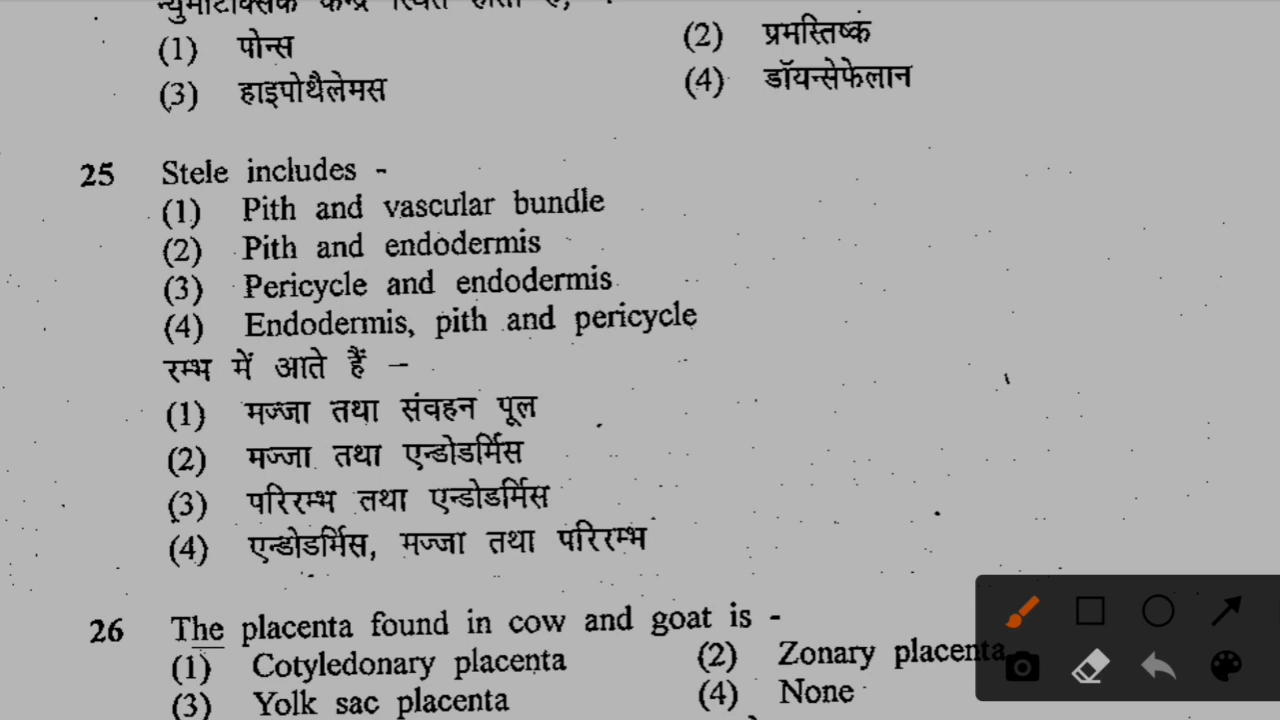 न्युमोटॉक्सिक केन्द्र स्थित होता है,
(1) पोन्स (2) प्रमस्तिष्क
(3) हाइपोथैलेमस (4) डॉयन्सेफेलान
25 Stele includes -
(1) Pith and vascular bundle
(2) Pith and endodermis
(3) Pericycle and endodermis
(4) Endodermis, pith and pericycle
रम्भ में आते हैं –
(1) मज्जा तथा संवहन पूल
(2) मज्जा तथा एन्डोडर्मिस
(3) परिरम्भ तथा एन्डोडर्मिस
(4) एन्डोडर्मिस, मज्जा तथा परिरम्भ
26 The placenta found in cow and goat is -
(1) Cotyledonary placenta (2) Zonary placenta
(3) Yolk sac placenta (4) None